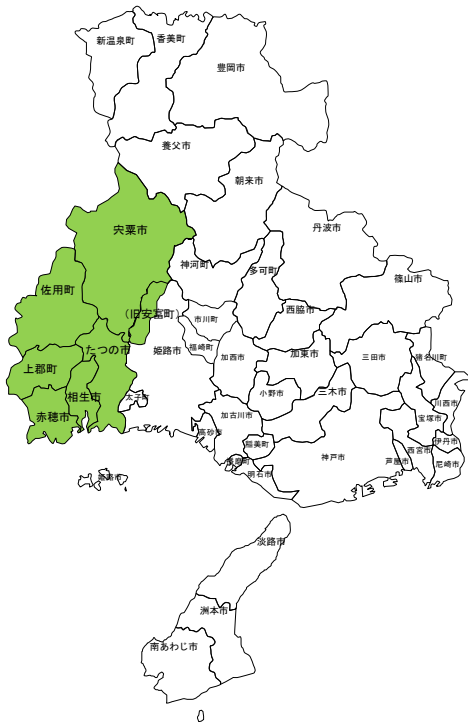 新温泉町
香美町
豊岡市
養父市
朝来市
宍粟市
丹波市
神河町
多可町
篠山市
佐用町
(旧安富町)
市川町
西脇市
たつの市
姫路市
福崎町
加西市
加東市
三田市
猪名川町
上郡町
相生市
太子町
小野市
三木市
川西市
赤穂市
加古川市
宝塚市
高砂市
稲美町
伊丹市
西宮市
神戸市
芦屋市
尼崎市
播磨町
明石市
姫路市
淡路市
洲本市
南あわじ市